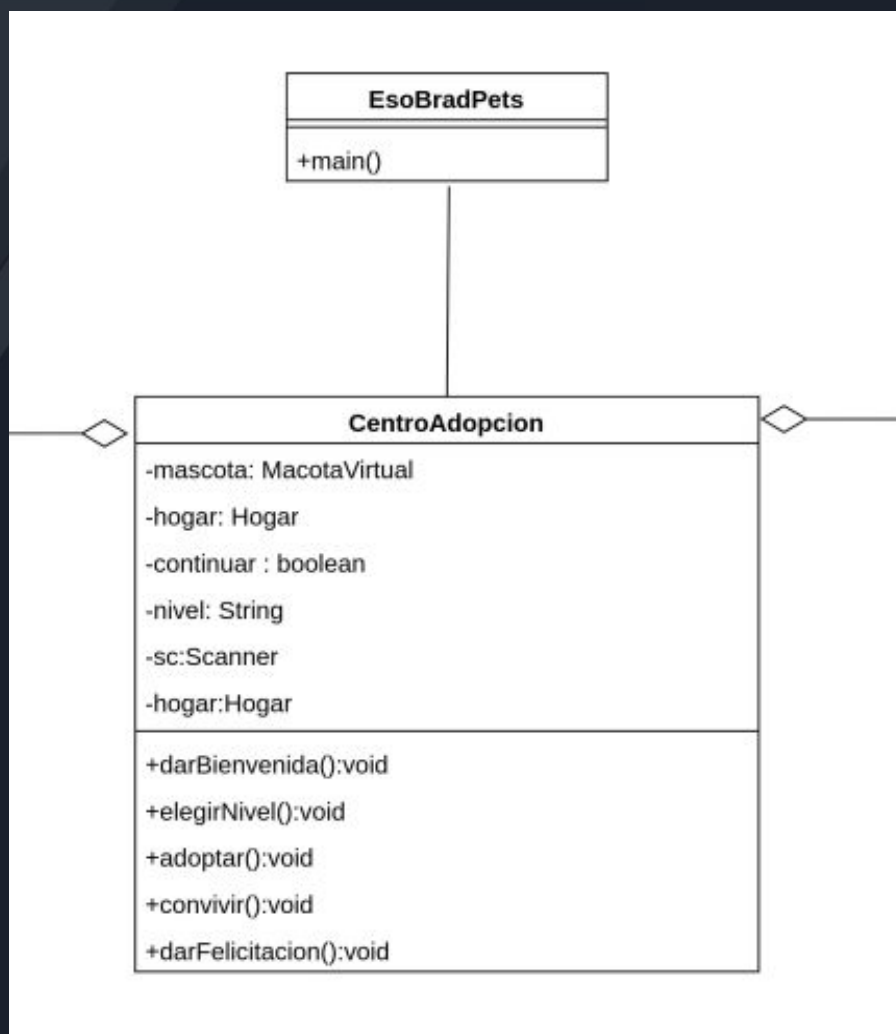 EsoBradPets
+main()
CentroAdopcion
-mascota: MacotaVirtual
-hogar: Hogar
-continuar : boolean
-nivel: String
-sc:Scanner
-hogar:Hogar
+darBienvenida():void
+elegirNivel():void
+adoptar():void
+convivir():void
+darFelicitacion():void